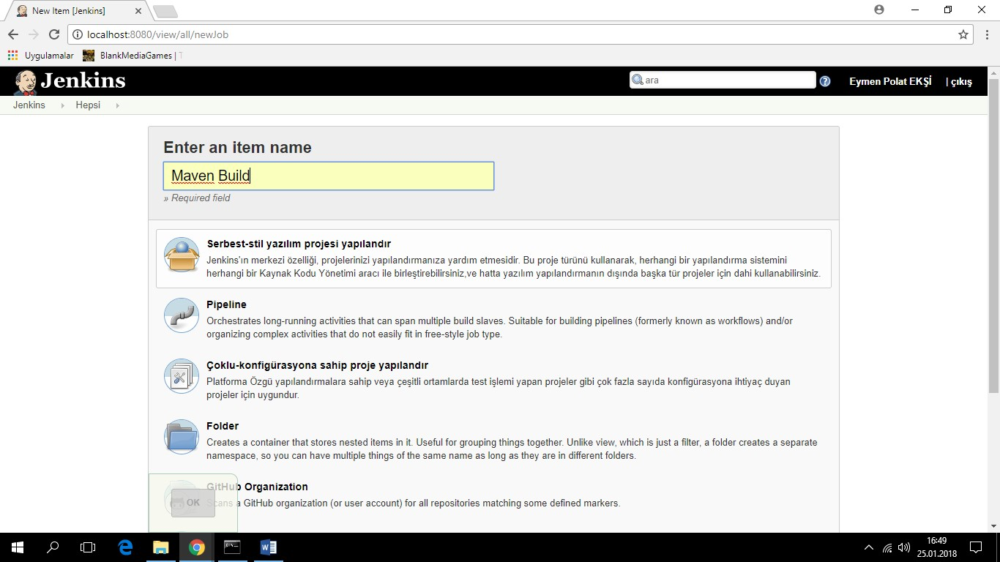 New Item [Jenkins]
localhost:8080/view/all/newJob
Uygulamalar BlankMediaGames | T
Jenkins ara Eymen Polat EKŞİ | çıkış
Jenkins Hepsi
Enter an item name
Maven Build
» Required field
Serbest-stil yazılım projesi yapılandır
Jenkins'ın merkezi özelliği, projelerinizi yapılandırmanıza yardım etmesidir. Bu proje türünü kullanarak, herhangi bir yapılandırma sistemini
herhangi bir Kaynak Kodu Yönetimi aracı ile birleştirebilirsiniz,ve hatta yazılım yapılandırmanın dışında başka tür projeler için dahi kullanabilirsiniz.
Pipeline
Orchestrates long-running activities that can span multiple build slaves. Suitable for building pipelines (formerly known as workflows) and/or
organizing complex activities that do not easily fit in free-style job type.
Çoklu-konfigürasyona sahip proje yapılandır
Platforma Özgü yapılandırmalara sahip veya çeşitli ortamlarda test işlemi yapan projeler gibi çok fazla sayıda konfigürasyona ihtiyaç duyan
projeler için uygundur.
Folder
Creates a container that stores nested items in it. Useful for grouping things together. Unlike view, which is just a filter, a folder creates a separate
namespace, so you can have multiple things of the same name as long as they are in different folders.
GitHub Organization
OK Scans a GitHub organization (or user account) for all repositories matching some defined markers.
16:49
25.01.2018